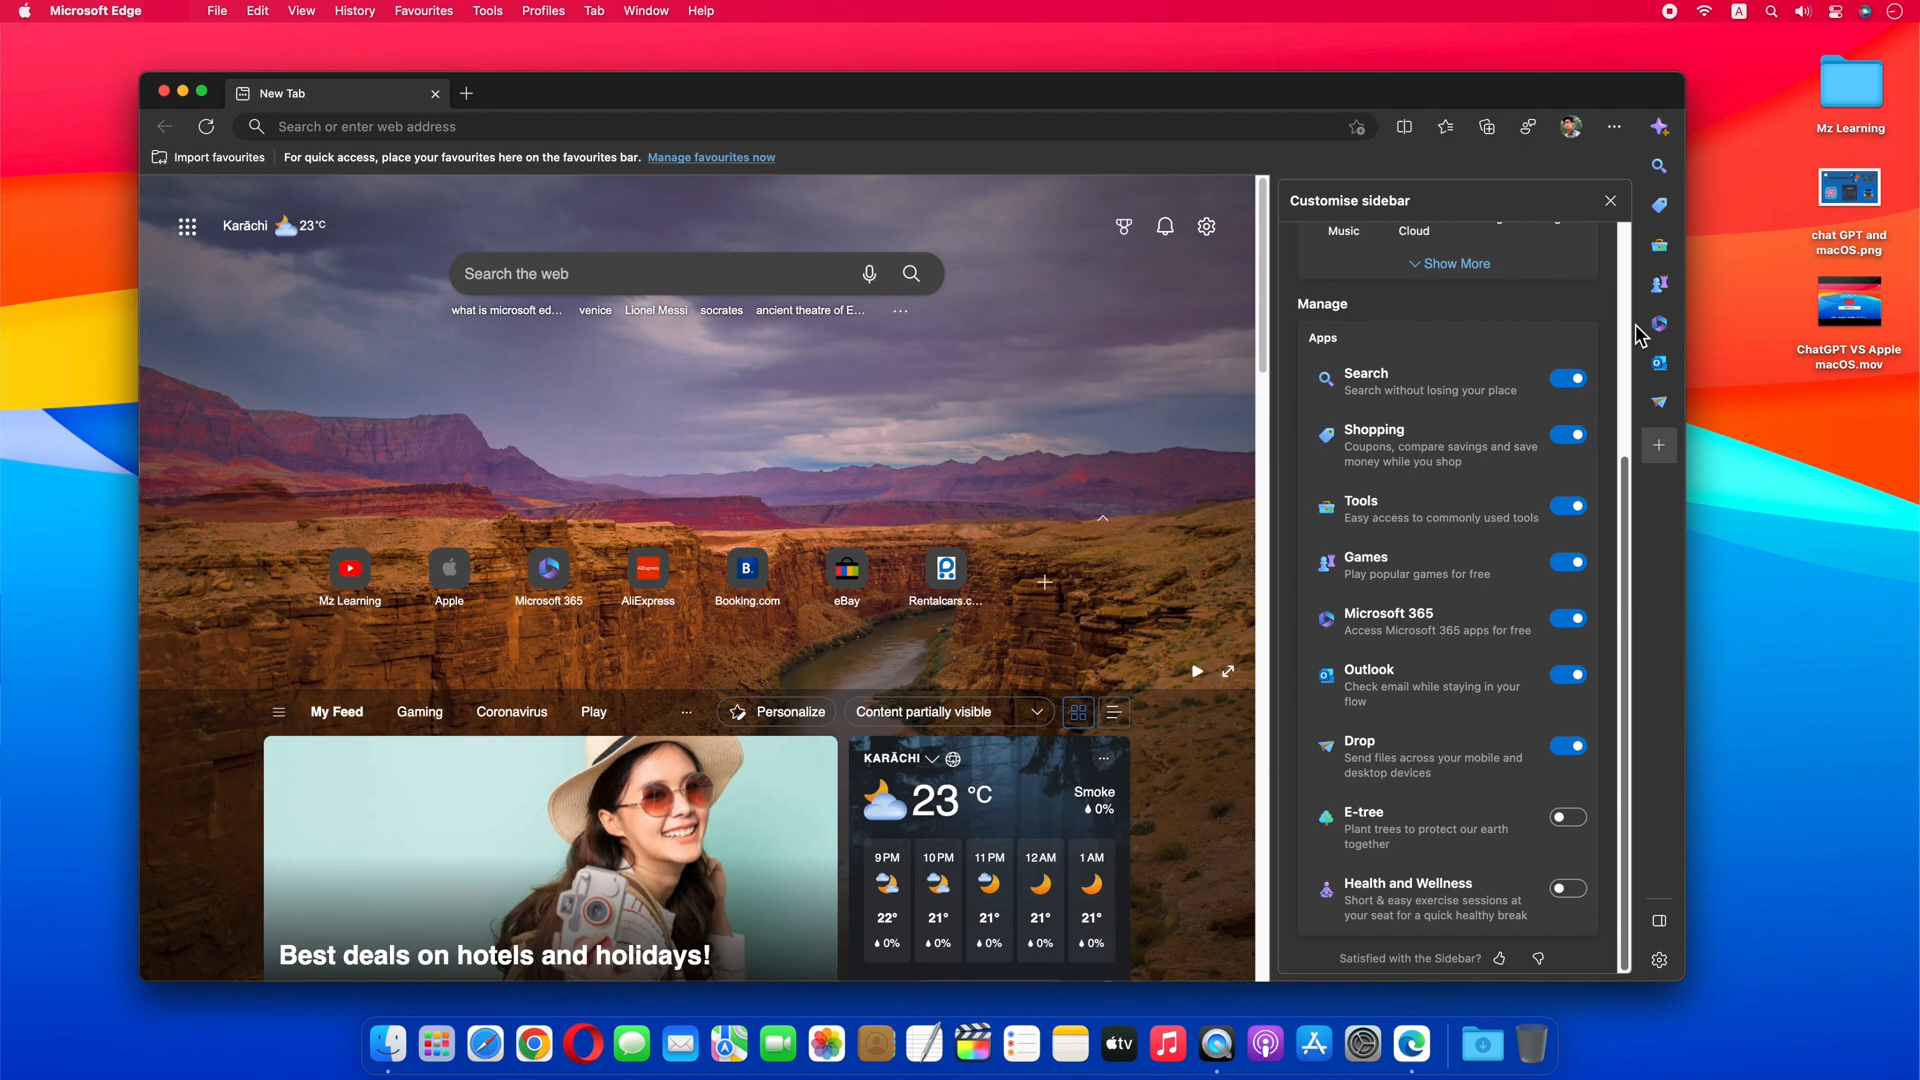 Microsoft Edge File Edit View History Favourites Tools Profiles Tab Window Help
A
New Tab
Search or enter web address
Import favourites For quick access, place your favourites here on the favourites bar. Manage favourites now
Karāchi 23°C
Search the web
what is microsoft ed... venice Lionel Messi socrates ancient theatre of E... ...
Mz Learning Apple Microsoft 365 AliExpress Booking.com eBay Rentalcars.c...
My Feed Gaming Coronavirus Play ... Personalize Content partially visible
Best deals on hotels and holidays!
KARĀCHI
23 °C
Smoke
0%
9 PM 10 PM 11 PM 12 AM 1 AM
22° 21° 21° 21° 21°
0% 0% 0% 0% 0%
Customise sidebar
Music Cloud
Show More
Manage
Apps
Search
Search without losing your place
Shopping
Coupons, compare savings and save
money while you shop
Tools
Easy access to commonly used tools
Games
Play popular games for free
Microsoft 365
Access Microsoft 365 apps for free
Outlook
Check email while staying in your
flow
Drop
Send files across your mobile and
desktop devices
E-tree
Plant trees to protect our earth
together
Health and Wellness
Short & easy exercise sessions at
your seat for a quick healthy break
Satisfied with the Sidebar?
Mz Learning
chat GPT and
macOS.png
ChatGPT VS Apple
macOS.mov
tv